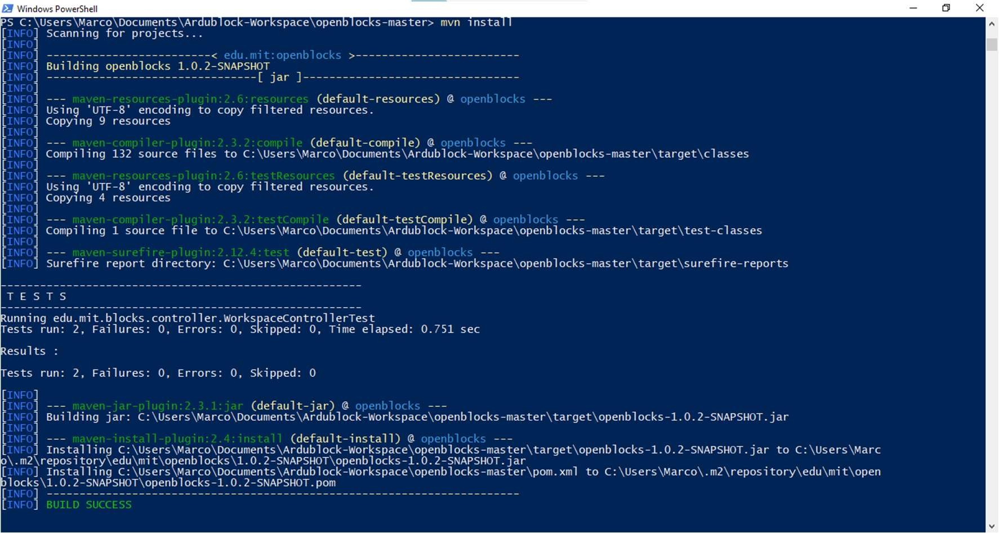 Windows PowerShell
PS C:\Users\Marco\Documents\Ardublock-Workspace\openblocks-master> mvn install
[INFO] Scanning for projects...
[INFO]
[INFO] -------------------------< edu.mit:openblocks >-------------------------
[INFO] Building openblocks 1.0.2-SNAPSHOT
[INFO] --------------------------------[ jar ]---------------------------------
[INFO]
[INFO] --- maven-resources-plugin:2.6:resources (default-resources) @ openblocks ---
[INFO] Using 'UTF-8' encoding to copy filtered resources.
[INFO] Copying 9 resources
[INFO]
[INFO] --- maven-compiler-plugin:2.3.2:compile (default-compile) @ openblocks ---
[INFO] Compiling 132 source files to C:\Users\Marco\Documents\Ardublock-Workspace\openblocks-master\target\classes
[INFO]
[INFO] --- maven-resources-plugin:2.6:testResources (default-testResources) @ openblocks ---
[INFO] Using 'UTF-8' encoding to copy filtered resources.
[INFO] Copying 4 resources
[INFO]
[INFO] --- maven-compiler-plugin:2.3.2:testCompile (default-testCompile) @ openblocks ---
[INFO] Compiling 1 source file to C:\Users\Marco\Documents\Ardublock-Workspace\openblocks-master\target\test-classes
[INFO]
[INFO] --- maven-surefire-plugin:2.12.4:test (default-test) @ openblocks ---
[INFO] Surefire report directory: C:\Users\Marco\Documents\Ardublock-Workspace\openblocks-master\target\surefire-reports
-------------------------------------------------------
T E S T S
-------------------------------------------------------
Running edu.mit.blocks.controller.WorkspaceControllerTest
Tests run: 2, Failures: 0, Errors: 0, Skipped: 0, Time elapsed: 0.751 sec
Results :
Tests run: 2, Failures: 0, Errors: 0, Skipped: 0
[INFO]
[INFO] --- maven-jar-plugin:2.3.1:jar (default-jar) @ openblocks ---
[INFO] Building jar: C:\Users\Marco\Documents\Ardublock-Workspace\openblocks-master\target\openblocks-1.0.2-SNAPSHOT.jar
[INFO]
[INFO] --- maven-install-plugin:2.4:install (default-install) @ openblocks ---
[INFO] Installing C:\Users\Marco\Documents\Ardublock-Workspace\openblocks-master\target\openblocks-1.0.2-SNAPSHOT.jar to C:\Users\Marc
o\.m2\repository\edu\mit\openblocks\1.0.2-SNAPSHOT\openblocks-1.0.2-SNAPSHOT.jar
[INFO] Installing C:\Users\Marco\Documents\Ardublock-Workspace\openblocks-master\pom.xml to C:\Users\Marco\.m2\repository\edu\mit\open
blocks\1.0.2-SNAPSHOT\openblocks-1.0.2-SNAPSHOT.pom
[INFO] ------------------------------------------------------------------------
[INFO] BUILD SUCCESS